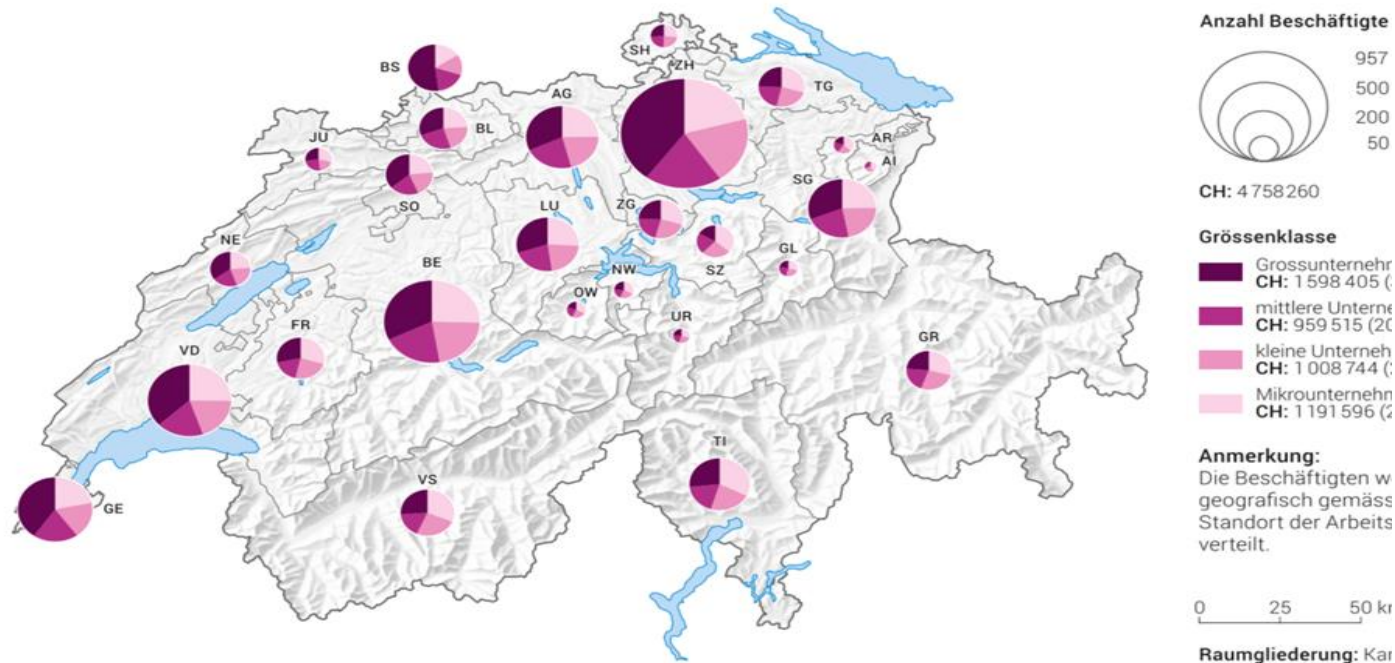 SH
ZH
BS
TG
AG
BL
JU
AR
AI
SG
SO
LU
ZG
NE
BE
SZ
GL
NW
OW
FR
UR
VD
GR
TI
VS
GE
Anzahl Beschäftigte
957
500
200
50
CH: 4 758 260
Grössenklasse
Grossunternehm
CH: 1 598 405 (
mittlere Unterne
CH: 959 515 (20
kleine Unterneh
CH: 1 008 744 (
Mikrounternehm
CH: 1 191 596 (2
Anmerkung:
Die Beschäftigten w
geografisch gemäss
Standort der Arbeits
verteilt.
0 25 50 km
Raumgliederung: Kan